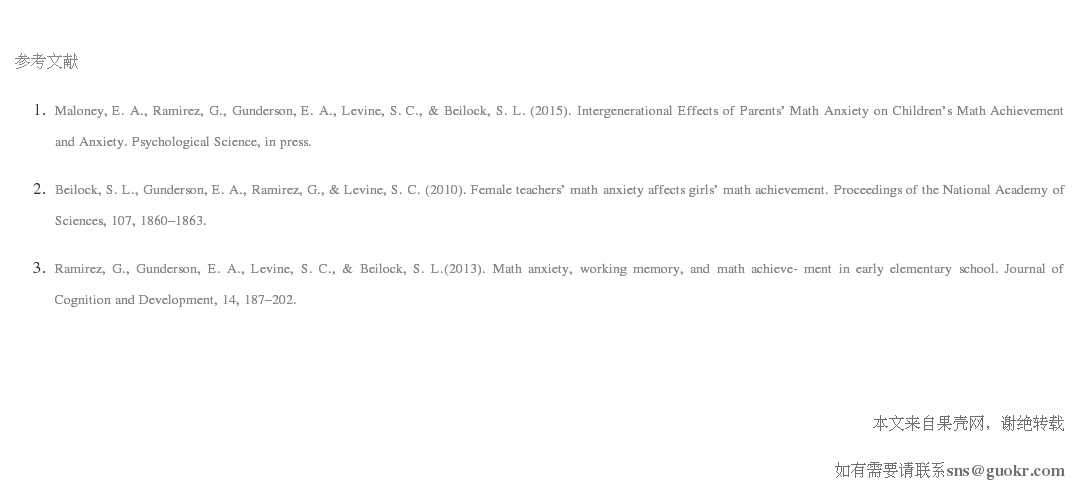 参考文献
1. Maloney, E. A., Ramirez, G., Gunderson, E. A., Levine, S. C., & Beilock, S. L. (2015). Intergenerational Effects of Parents’ Math Anxiety on Children’s Math Achievement
and Anxiety. Psychological Science, in press.
2. Beilock, S. L., Gunderson, E. A., Ramirez, G., & Levine, S. C. (2010). Female teachers’ math anxiety affects girls’ math achievement. Proceedings of the National Academy of
Sciences, 107, 1860–1863.
3. Ramirez, G., Gunderson, E. A., Levine, S. C., & Beilock, S. L.(2013). Math anxiety, working memory, and math achieve- ment in early elementary school. Journal of
Cognition and Development, 14, 187–202.
本文来自果壳网，谢绝转载
如有需要请联系sns@guokr.com